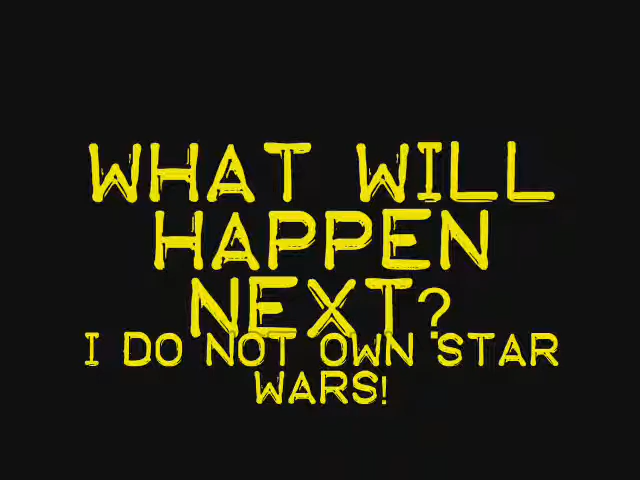 WHAT WILL
HAPPEN
NEXT?
I DO NOT OWN STAR
WARS!